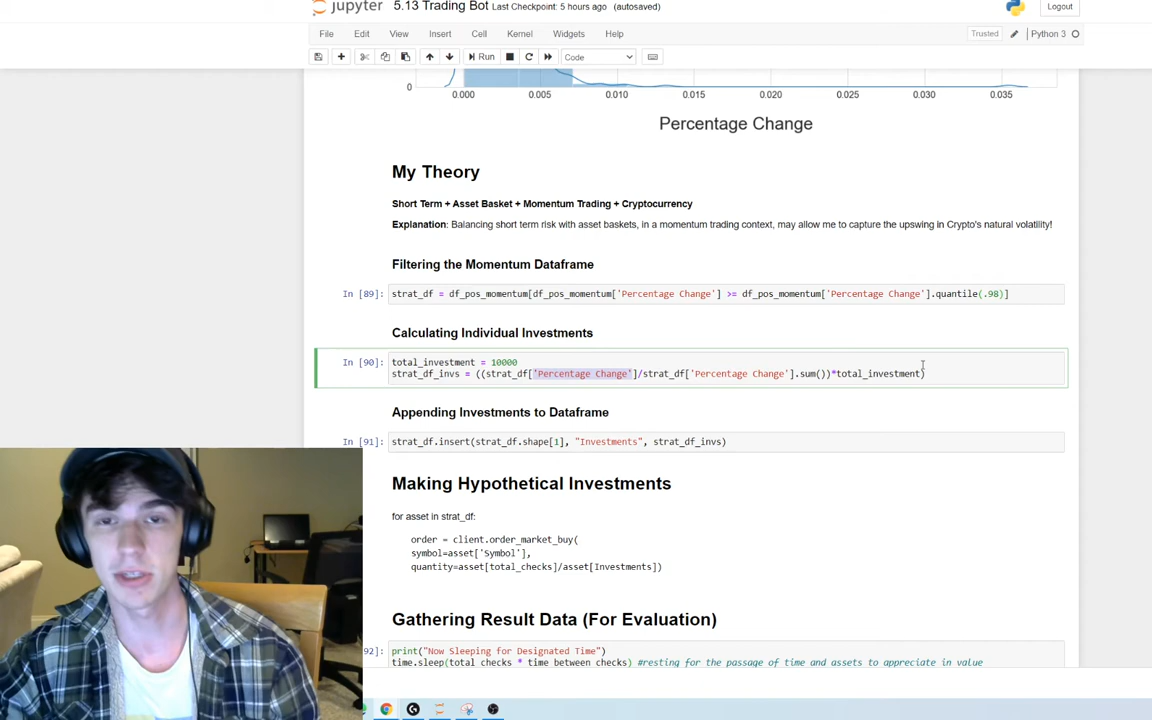 jupyter 5.13 Trading Bot Last Checkpoint: 5 hours ago (autosaved)
Logout
File Edit View Insert Cell Kernel Widgets Help
Trusted
Python 3
Run
Code
0
0.000 0.005 0.010 0.015 0.020 0.025 0.030 0.035
Percentage Change
My Theory
Short Term + Asset Basket + Momentum Trading + Cryptocurrency
Explanation: Balancing short term risk with asset baskets, in a momentum trading context, may allow me to capture the upswing in Crypto's natural volatility!
Filtering the Momentum Dataframe
In [89]: strat_df = df_pos_momentum[df_pos_momentum['Percentage Change'] >= df_pos_momentum['Percentage Change'].quantile(.98)]
Calculating Individual Investments
In [90]: total_investment = 10000
strat_df_invs = ((strat_df['Percentage Change']/strat_df['Percentage Change'].sum())*total_investment)
Appending Investments to Dataframe
In [91]: strat_df.insert(strat_df.shape[1], "Investments", strat_df_invs)
Making Hypothetical Investments
for asset in strat_df:
order = client.order_market_buy(
symbol=asset['Symbol'],
quantity=asset[total_checks]/asset[Investments])
Gathering Result Data (For Evaluation)
92]: print("Now Sleeping for Designated Time")
time.sleep(total_checks * time_between_checks) #resting for the passage of time and assets to appreciate in value